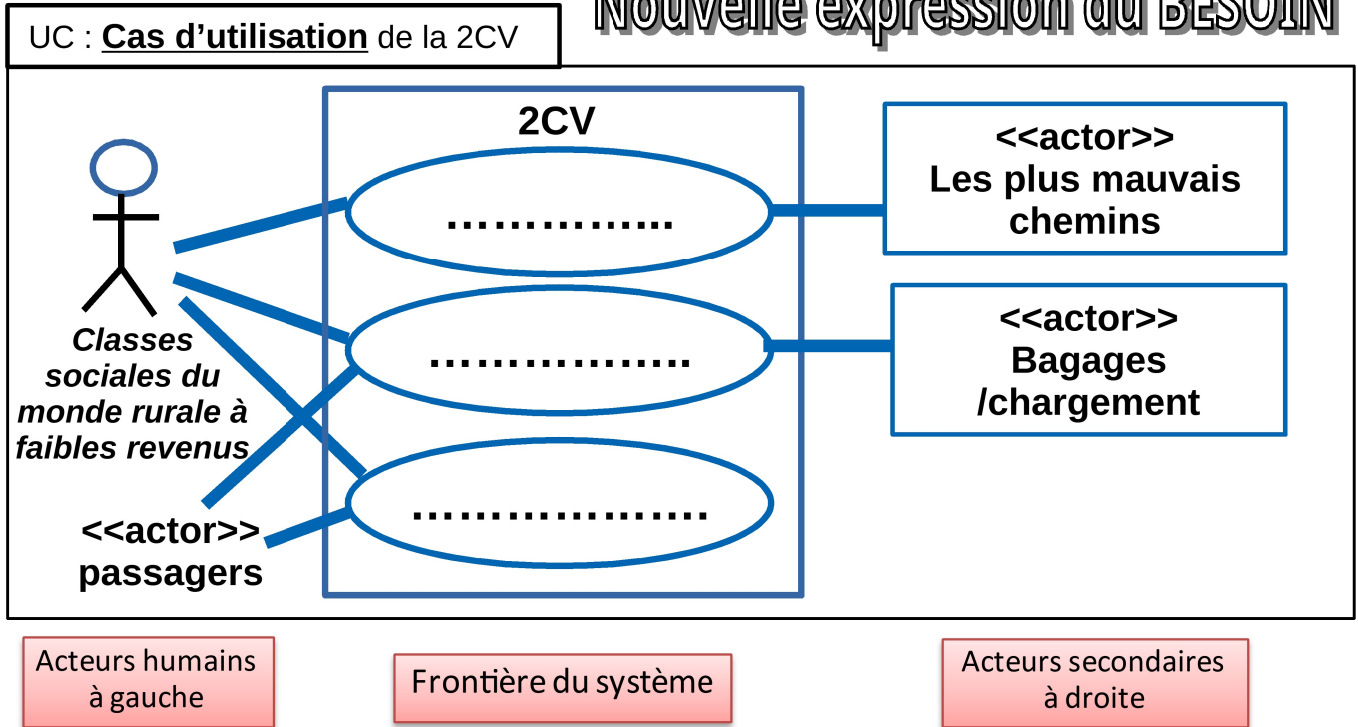 Nouvelle expression du BESOIN
UC : Cas d’utilisation de la 2CV
2CV
……………...
……………..
……………….
Classes
sociales du
monde rurale à
faibles revenus
<<actor>>
passagers
<<actor>>
Les plus mauvais
chemins
<<actor>>
Bagages
/chargement
Acteurs humains
à gauche
Frontière du système
Acteurs secondaires
à droite